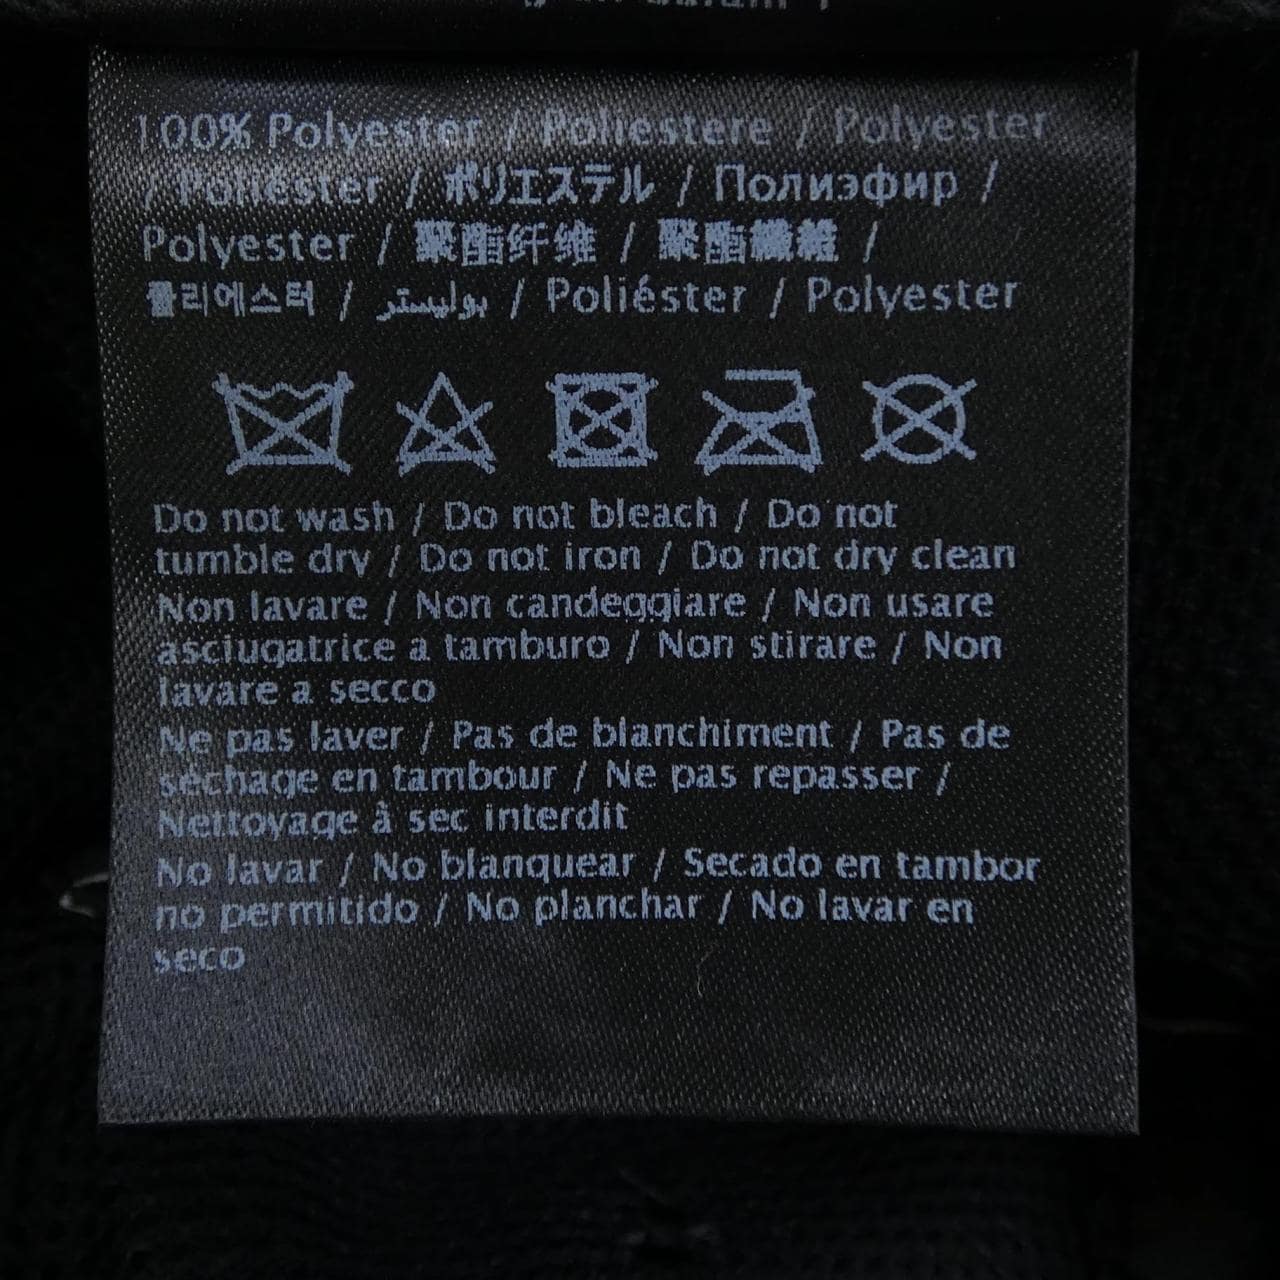 100% Polyester / Poliestere / Polyester
/ Poliéster / ポリエステル / Полиэфир /
Polyester / 聚酯纤维 / 聚酯纖維 /
폴리에스터 / بوليستر / Poliéster / Polyester
Do not wash / Do not bleach / Do not
tumble dry / Do not iron / Do not dry clean
Non lavare / Non candeggiare / Non usare
asciugatrice a tamburo / Non stirare / Non
lavare a secco
Ne pas laver / Pas de blanchiment / Pas de
séchage en tambour / Ne pas repasser /
Nettoyage à sec interdit
No lavar / No blanquear / Secado en tambor
no permitido / No planchar / No lavar en
seco